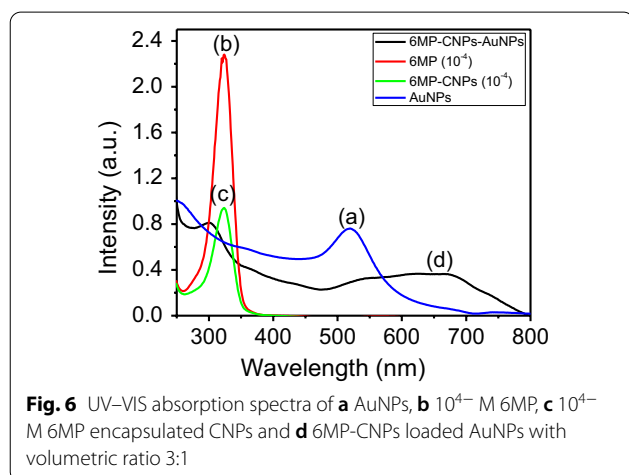 2.4
2.0
1.6
1.2
0.8
0.4
0.0
Intensity (a.u.)
(b)
(c)
(a)
(d)
6MP-CNPs-AuNPs
6MP (10⁻⁴)
6MP-CNPs (10⁻⁴)
AuNPs
300 400 500 600 700 800
Wavelength (nm)
Fig. 6 UV–VIS absorption spectra of a AuNPs, b 10⁴⁻ M 6MP, c 10⁴⁻
M 6MP encapsulated CNPs and d 6MP-CNPs loaded AuNPs with
volumetric ratio 3:1